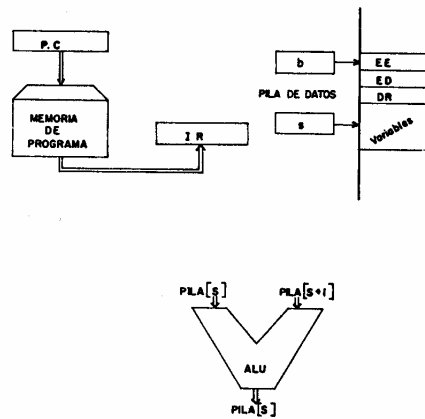 P.C
MEMORIA
DE
PROGRAMA
I R
b
PILA DE DATOS
s
EE
ED
DR
Variables
PILA[S]
PILA[S+1]
ALU
PILA[S]